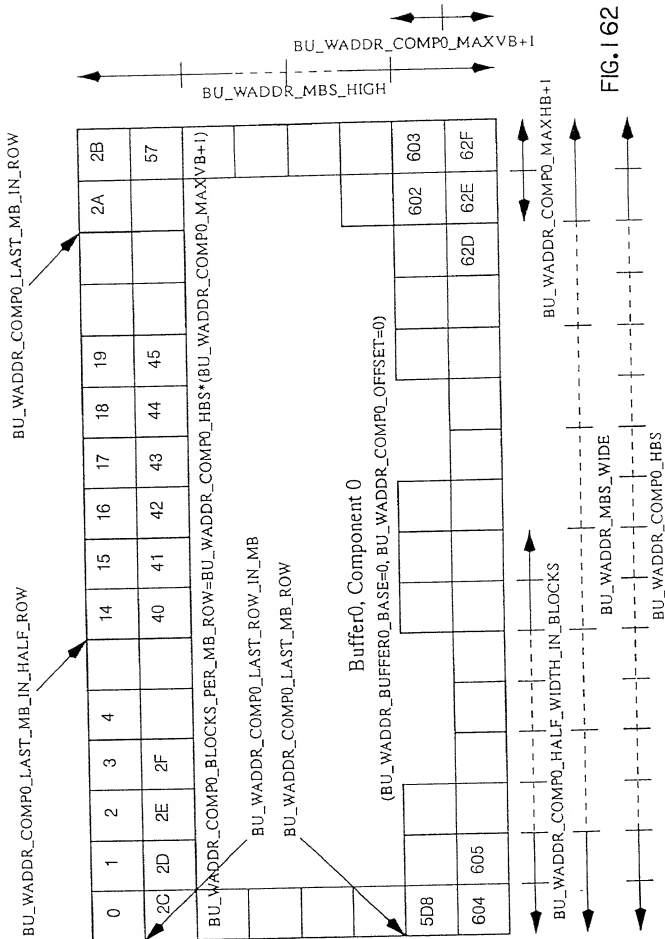 BU_WADDR_COMP0_LAST_MB_IN_HALF_ROW
BU_WADDR_COMP0_LAST_MB_IN_ROW
0 1 2 3 4 14 15 16 17 18 19 2A 2B
2C 2D 2E 2F 40 41 42 43 44 45 57
BU_WADDR_COMP0_BLOCKS_PER_MB_ROW=BU_WADDR_COMP0_HBS*(BU_WADDR_COMP0_MAXVB+1)
BU_WADDR_COMP0_LAST_ROW_IN_MB
BU_WADDR_COMP0_LAST_MB_ROW
Buffer0, Component 0
(BU_WADDR_BUFFER0_BASE=0, BU_WADDR_COMP0_OFFSET=0)
5D8 602 603
604 605 62D 62E 62F
BU_WADDR_MBS_HIGH
BU_WADDR_COMP0_MAXVB+1
BU_WADDR_COMP0_HALF_WIDTH_IN_BLOCKS
BU_WADDR_COMP0_MAXHB+1
BU_WADDR_MBS_WIDE
BU_WADDR_COMP0_HBS
FIG.162